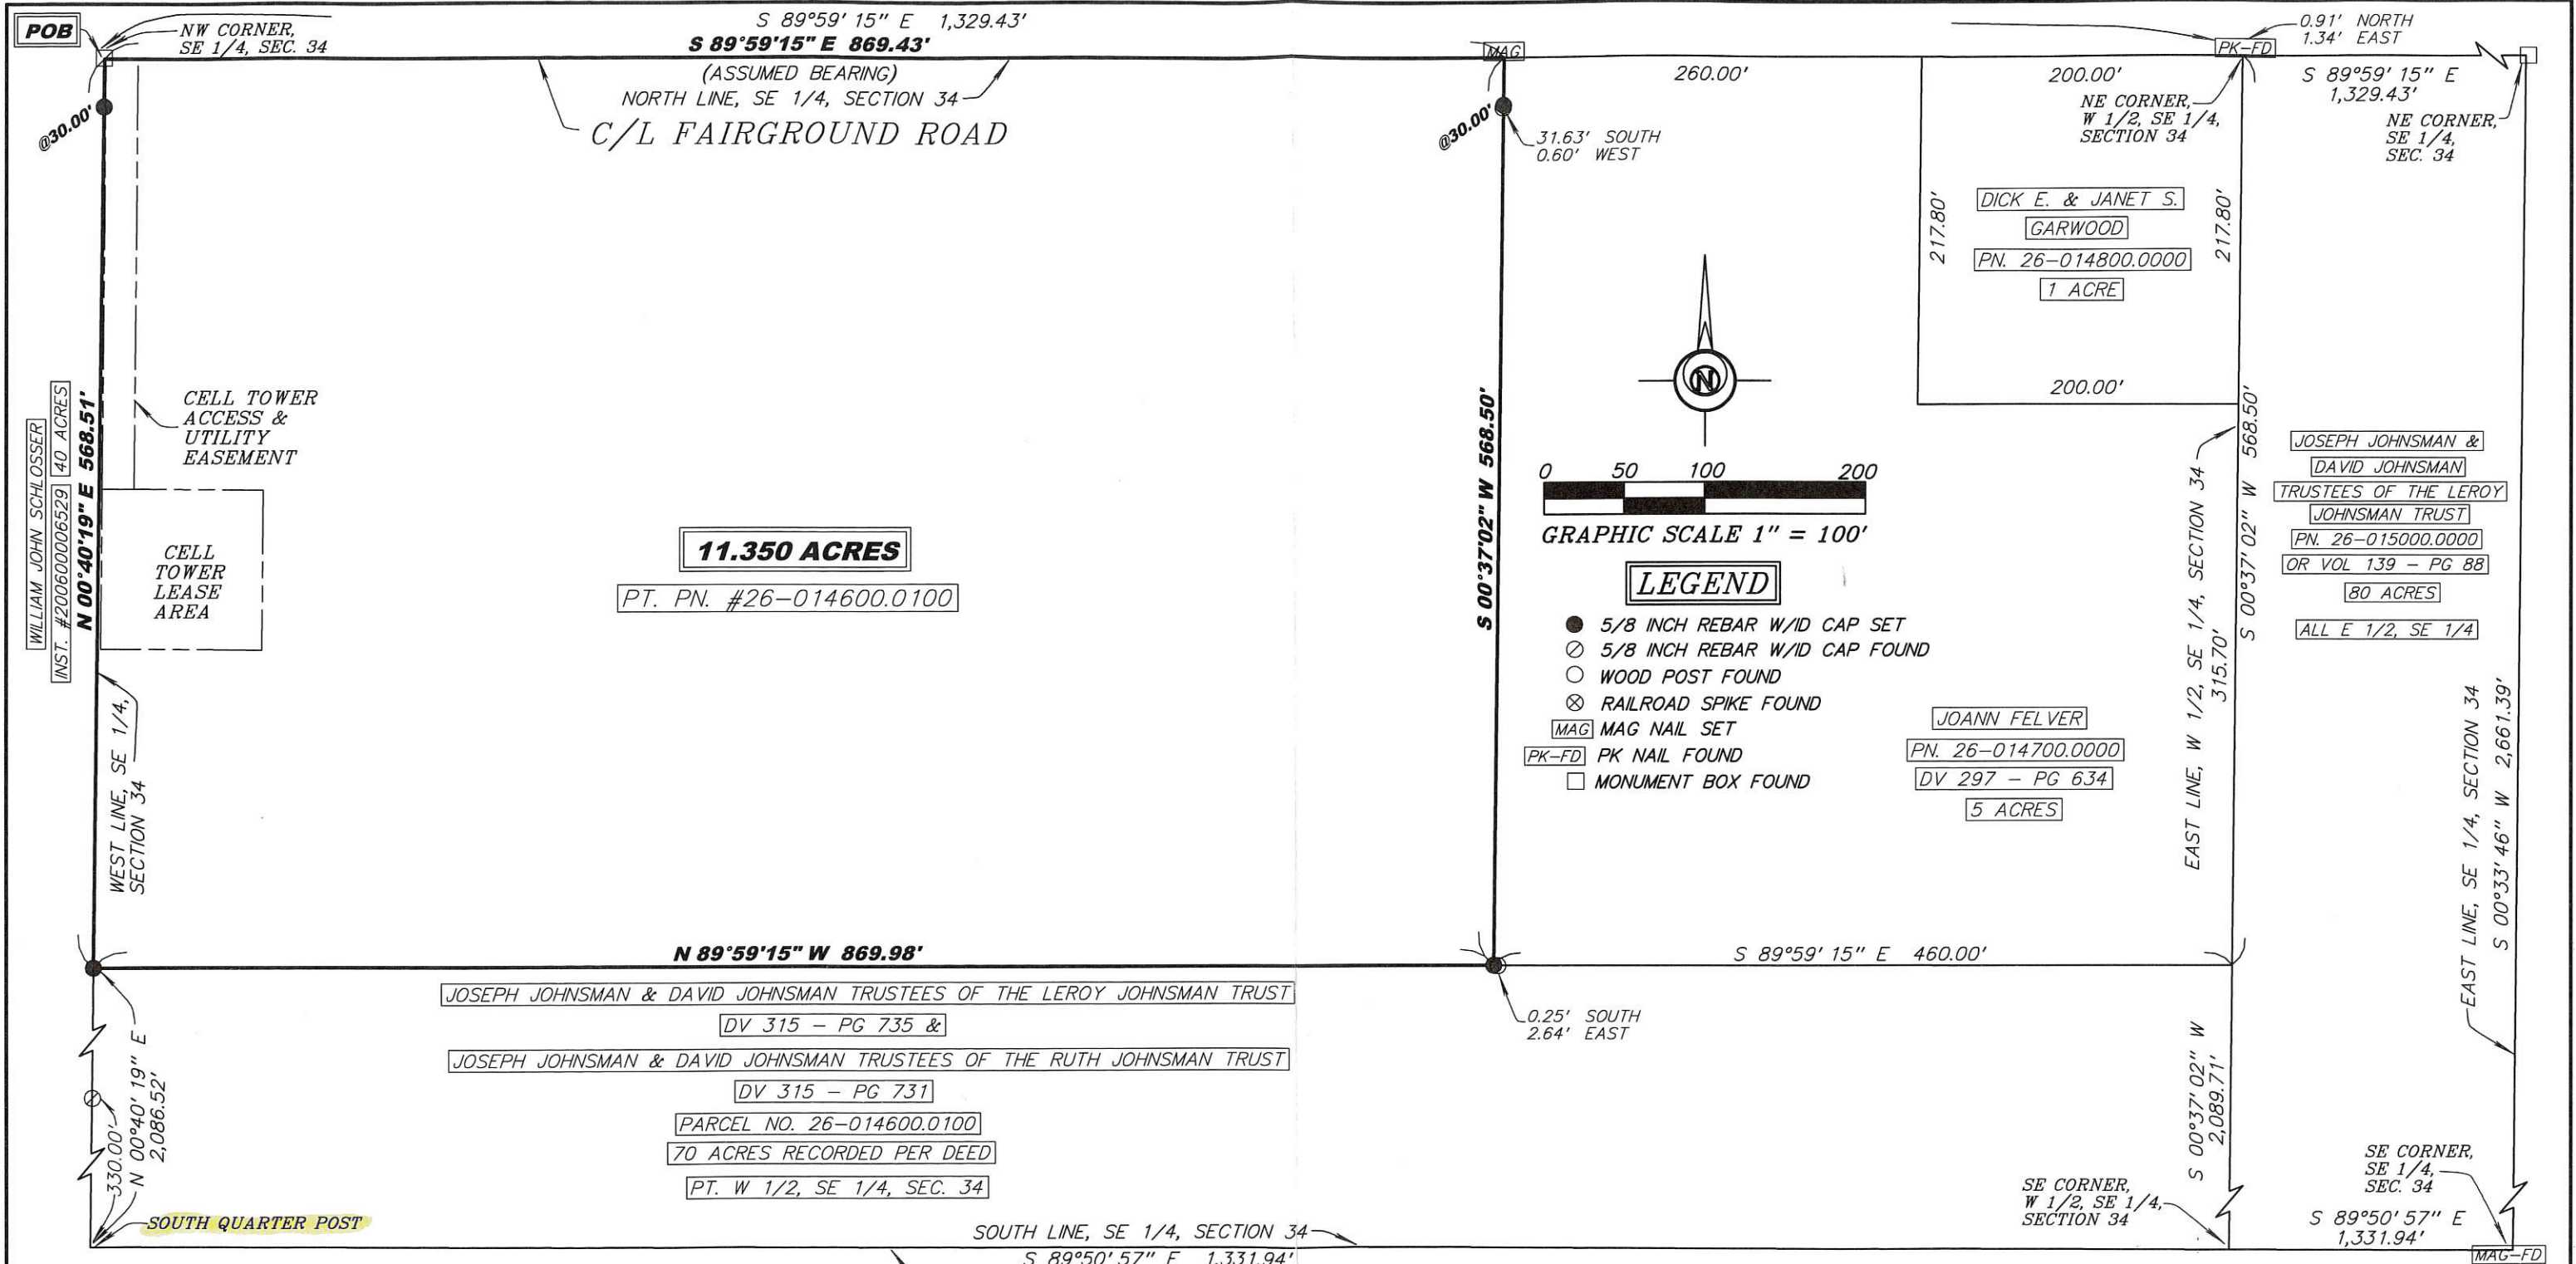 POB
NW CORNER,
SE 1/4, SEC. 34
S 89°59' 15" E 1,329.43'
S 89°59'15" E 869.43'
(ASSUMED BEARING)
NORTH LINE, SE 1/4, SECTION 34
C/L FAIRGROUND ROAD
@30.00'
MAG
@30.00'
31.63' SOUTH
0.60' WEST
260.00'
200.00'
PK-FD
0.91' NORTH
1.34' EAST
S 89°59' 15" E
1,329.43'
NE CORNER,
W 1/2, SE 1/4,
SECTION 34
NE CORNER,
SE 1/4,
SEC. 34
217.80'
DICK E. & JANET S.
GARWOOD
PN. 26-014800.0000
1 ACRE
217.80'
200.00'
WILLIAM JOHN SCHLOSSER
INST. #200600006529 40 ACRES
N 00°40'19" E 568.51'
CELL TOWER
ACCESS &
UTILITY
EASEMENT
CELL
TOWER
LEASE
AREA
11.350 ACRES
PT. PN. #26-014600.0100
S 00°37'02" W 568.50'
N
0 50 100 200
GRAPHIC SCALE 1" = 100'
LEGEND
5/8 INCH REBAR W/ID CAP SET
5/8 INCH REBAR W/ID CAP FOUND
WOOD POST FOUND
RAILROAD SPIKE FOUND
MAG MAG NAIL SET
PK-FD PK NAIL FOUND
MONUMENT BOX FOUND
JOANN FELVER
PN. 26-014700.0000
DV 297 - PG 634
5 ACRES
EAST LINE, W 1/2, SE 1/4, SECTION 34
315.70'
S 00°37' 02" W 568.50'
JOSEPH JOHNSMAN &
DAVID JOHNSMAN
TRUSTEES OF THE LEROY
JOHNSMAN TRUST
PN. 26-015000.0000
OR VOL 139 - PG 88
80 ACRES
ALL E 1/2, SE 1/4
EAST LINE, SE 1/4, SECTION 34
S 00°33' 46" W 2,661.39'
WEST LINE, SE 1/4,
SECTION 34
N 89°59'15" W 869.98'
S 89°59' 15" E 460.00'
0.25' SOUTH
2.64' EAST
JOSEPH JOHNSMAN & DAVID JOHNSMAN TRUSTEES OF THE LEROY JOHNSMAN TRUST
DV 315 - PG 735 &
JOSEPH JOHNSMAN & DAVID JOHNSMAN TRUSTEES OF THE RUTH JOHNSMAN TRUST
DV 315 - PG 731
PARCEL NO. 26-014600.0100
70 ACRES RECORDED PER DEED
PT. W 1/2, SE 1/4, SEC. 34
330.00'
N 00°40' 19" E
2,086.52'
SOUTH QUARTER POST
SOUTH LINE, SE 1/4, SECTION 34
S 89°50' 57" E 1,331.94'
S 00°37' 02" W
2,089.71'
SE CORNER,
W 1/2, SE 1/4,
SECTION 34
SE CORNER,
SE 1/4,
SEC. 34
S 89°50' 57" E
1,331.94'
MAG-FD